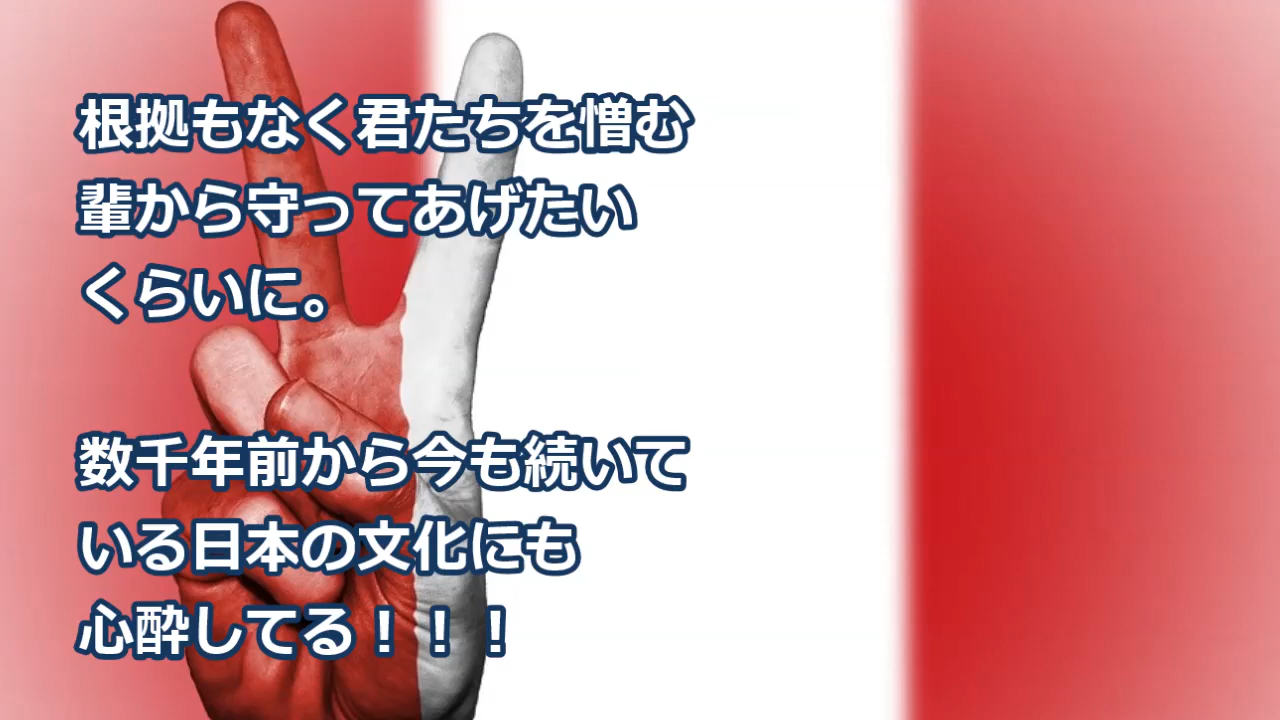 根拠もなく君たちを憎む
輩から守ってあげたい
くらいに。
数千年前から今も続いて
いる日本の文化にも
心酔してる！！！